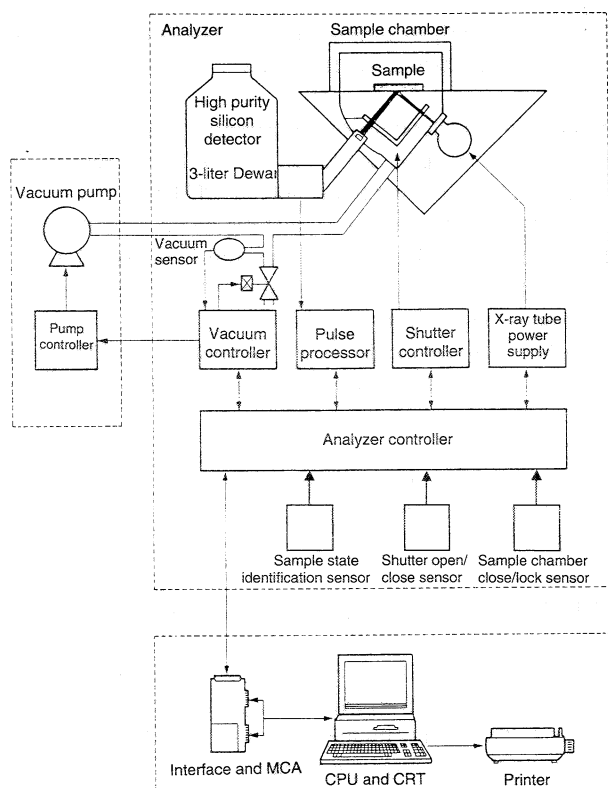 Analyzer
Sample chamber
Sample
High purity
silicon
detector
3-liter Dewar
Vacuum pump
Vacuum
sensor
Pump
controller
Vacuum
controller
Pulse
processor
Shutter
controller
X-ray tube
power
supply
Analyzer controller
Sample state
identification sensor
Shutter open/
close sensor
Sample chamber
close/lock sensor
Interface and MCA
CPU and CRT
Printer